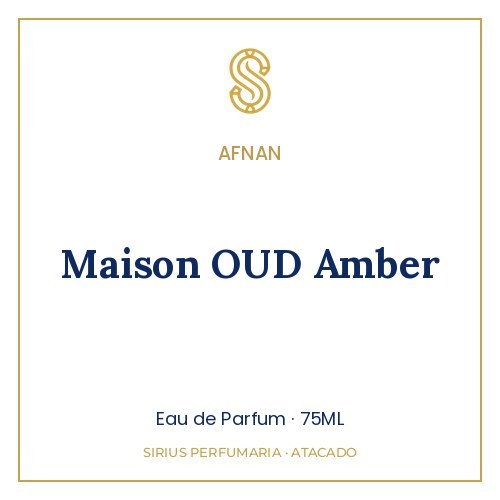 AFNAN
Maison OUD Amber
Eau de Parfum · 75ML
SIRIUS PERFUMARIA · ATACADO